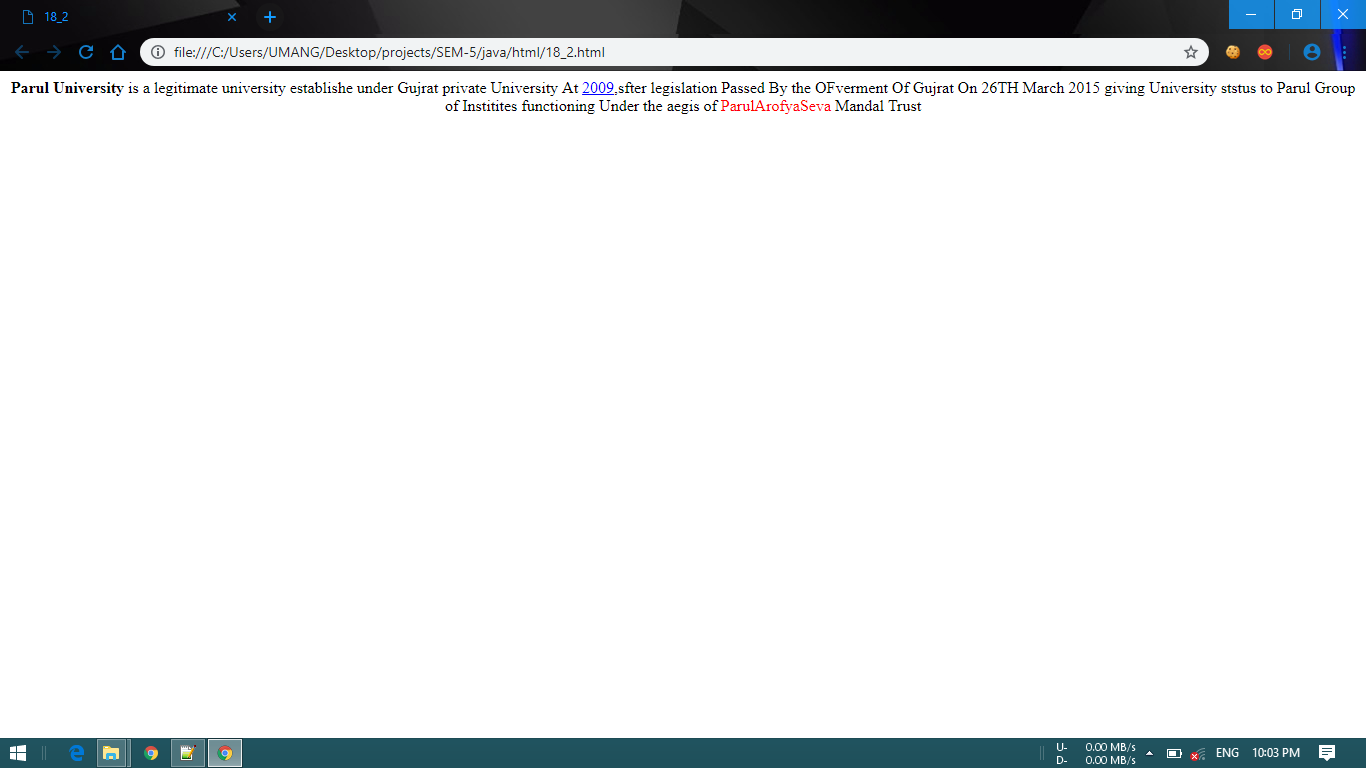 18_2
file:///C:/Users/UMANG/Desktop/projects/SEM-5/java/html/18_2.html
Parul University is a legitimate university establishe under Gujrat private University At 2009,sfter legislation Passed By the OFverment Of Gujrat On 26TH March 2015 giving University ststus to Parul Group
of Institites functioning Under the aegis of ParulArofyaSeva Mandal Trust
U- 0.00 MB/s
D- 0.00 MB/s
ENG 10:03 PM